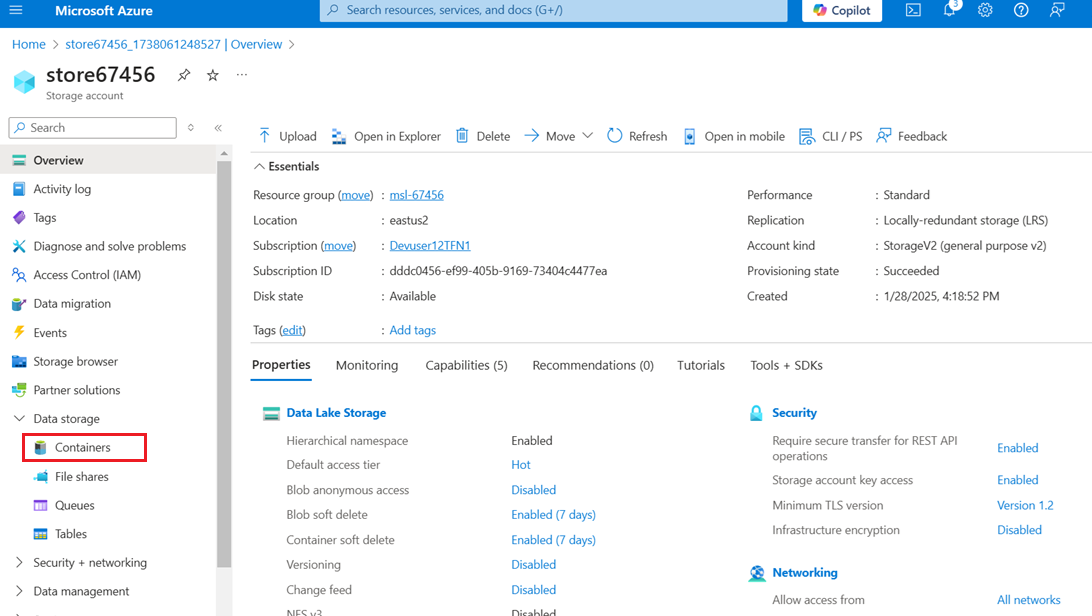 Microsoft Azure
Search resources, services, and docs (G+/)
Copilot
3
Home > store67456_1738061248527 | Overview >
store67456
Storage account
Search
Overview
Activity log
Tags
Diagnose and solve problems
Access Control (IAM)
Data migration
Events
Storage browser
Partner solutions
Data storage
Containers
File shares
Queues
Tables
Security + networking
Data management
Upload Open in Explorer Delete Move Refresh Open in mobile CLI / PS Feedback
Essentials
Resource group (move) : msl-67456
Location : eastus2
Subscription (move) : Devuser12TFN1
Subscription ID : dddc0456-ef99-405b-9169-73404c4477ea
Disk state : Available
Tags (edit) : Add tags
Performance : Standard
Replication : Locally-redundant storage (LRS)
Account kind : StorageV2 (general purpose v2)
Provisioning state : Succeeded
Created : 1/28/2025, 4:18:52 PM
Properties Monitoring Capabilities (5) Recommendations (0) Tutorials Tools + SDKs
Data Lake Storage
Hierarchical namespace Enabled
Default access tier Hot
Blob anonymous access Disabled
Blob soft delete Enabled (7 days)
Container soft delete Enabled (7 days)
Versioning Disabled
Change feed Disabled
NFS v3 Disabled
Security
Require secure transfer for REST API
operations Enabled
Storage account key access Enabled
Minimum TLS version Version 1.2
Infrastructure encryption Disabled
Networking
Allow access from All networks